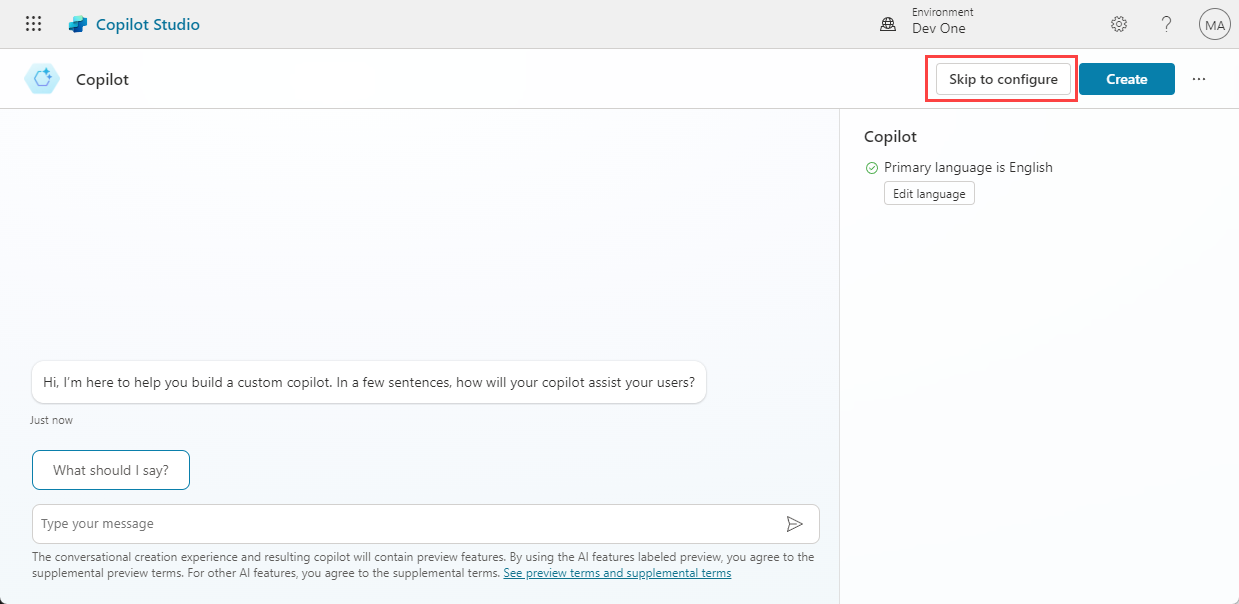 Copilot Studio
Environment
Dev One
?
MA
Copilot
Skip to configure
Create
...
Copilot
Primary language is English
Edit language
Hi, I'm here to help you build a custom copilot. In a few sentences, how will your copilot assist your users?
Just now
What should I say?
Type your message
The conversational creation experience and resulting copilot will contain preview features. By using the AI features labeled preview, you agree to the
supplemental preview terms. For other AI features, you agree to the supplemental terms. See preview terms and supplemental terms